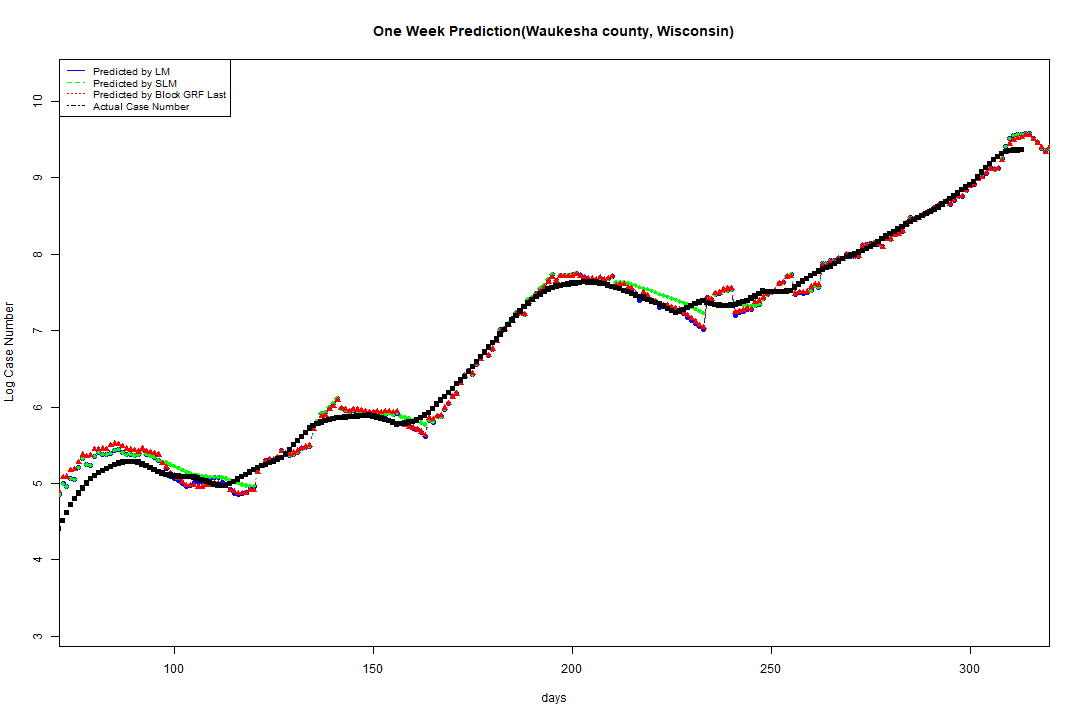 One Week Prediction(Waukesha county, Wisconsin)
Predicted by LM
Predicted by SLM
Predicted by Block GRF Last
Actual Case Number
10
9
8
7
6
5
4
3
Log Case Number
100 150 200 250 300
days